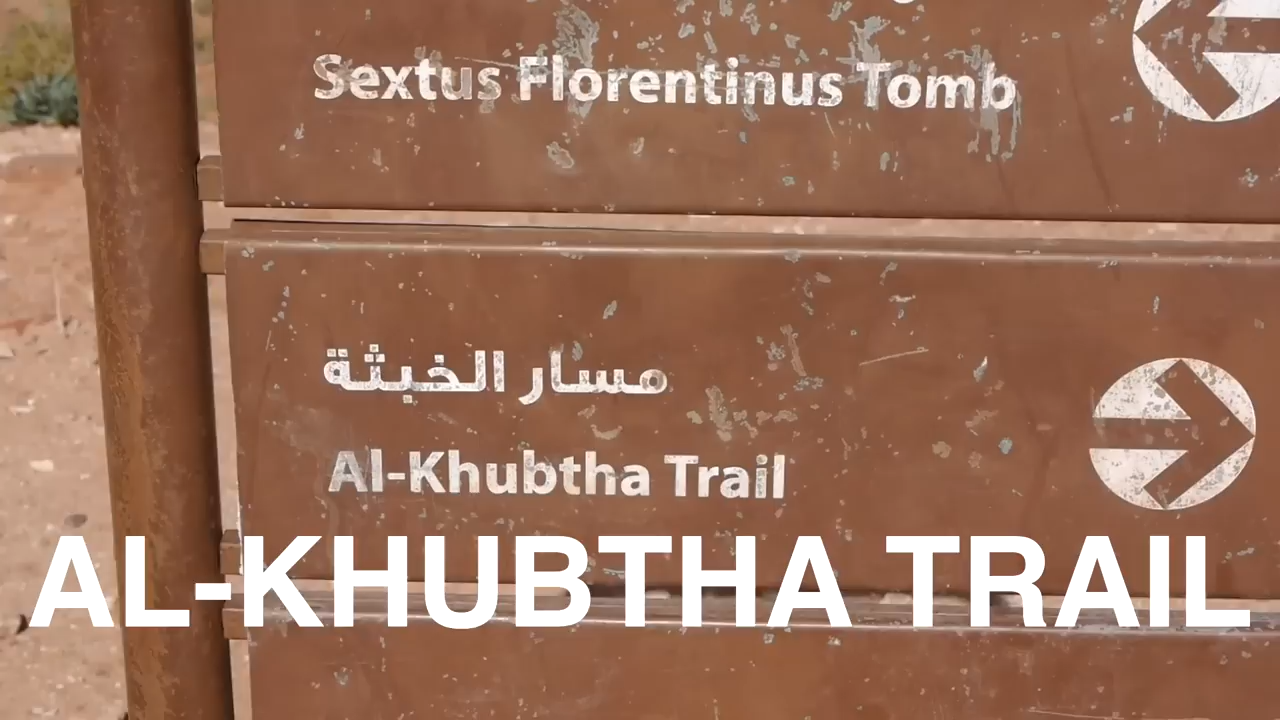 Sextus Florentinus Tomb
مسار الخبثة
Al-Khubtha Trail
AL-KHUBTHA TRAIL